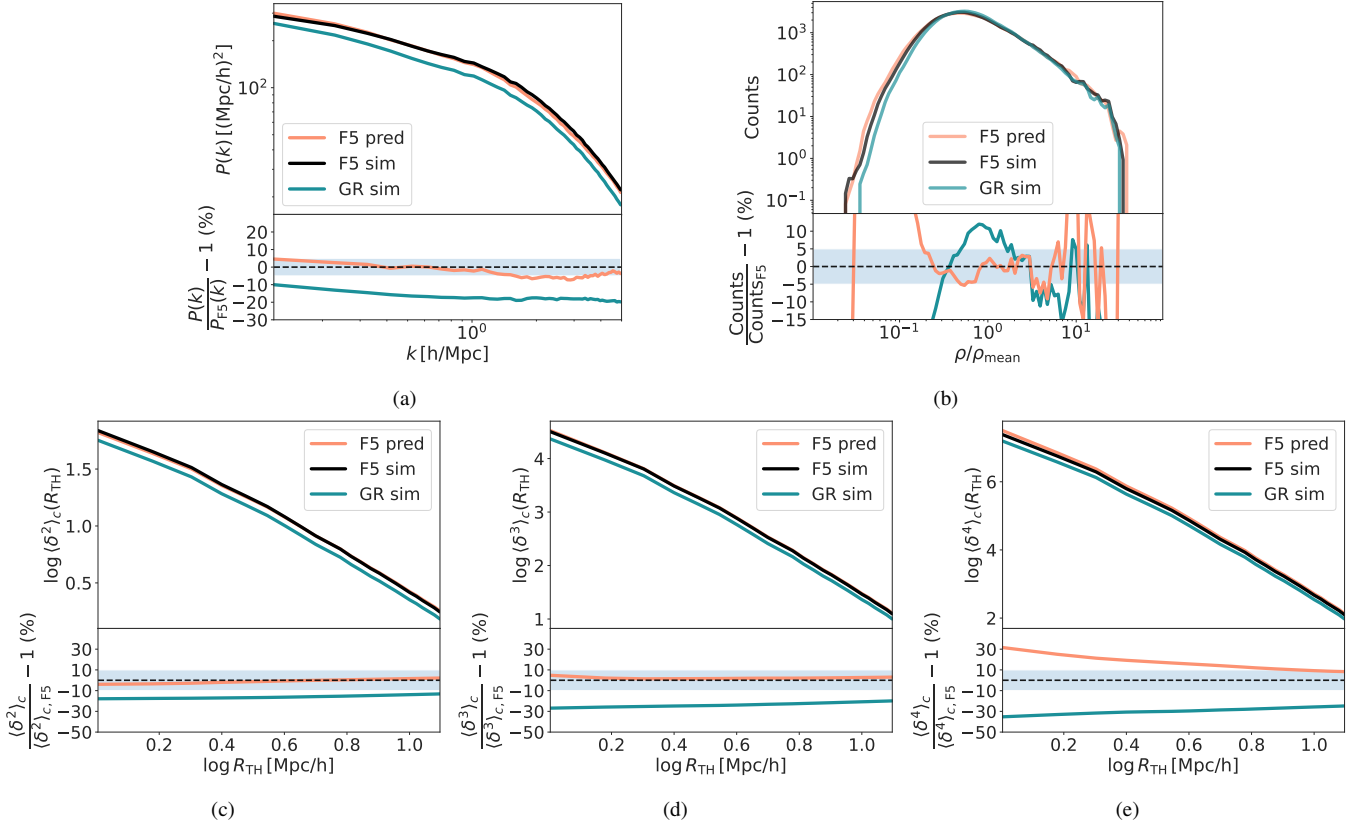 P(k) [(Mpc/h)²]
10²
F5 pred
F5 sim
GR sim
P(k)
P_F5(k)
− 1 (%)
20
10
0
−10
−20
−30
10⁰
k [h/Mpc]
(a)
Counts
10³
10²
10¹
10⁰
10⁻¹
F5 pred
F5 sim
GR sim
Counts
Counts_F5
− 1 (%)
10
5
0
−5
−10
−15
10⁻¹
10⁰
10¹
ρ/ρ_mean
(b)
log ⟨δ²⟩_c(R_TH)
1.5
1.0
0.5
F5 pred
F5 sim
GR sim
⟨δ²⟩_c
⟨δ²⟩_c, F5
− 1 (%)
30
10
−10
−30
−50
0.2 0.4 0.6 0.8 1.0
log R_TH [Mpc/h]
(c)
log ⟨δ³⟩_c(R_TH)
4
3
2
1
F5 pred
F5 sim
GR sim
⟨δ³⟩_c
⟨δ³⟩_c, F5
− 1 (%)
30
10
−10
−30
−50
0.2 0.4 0.6 0.8 1.0
log R_TH [Mpc/h]
(d)
log ⟨δ⁴⟩_c(R_TH)
6
4
2
F5 pred
F5 sim
GR sim
⟨δ⁴⟩_c
⟨δ⁴⟩_c, F5
− 1 (%)
30
10
−10
−30
−50
0.2 0.4 0.6 0.8 1.0
log R_TH [Mpc/h]
(e)